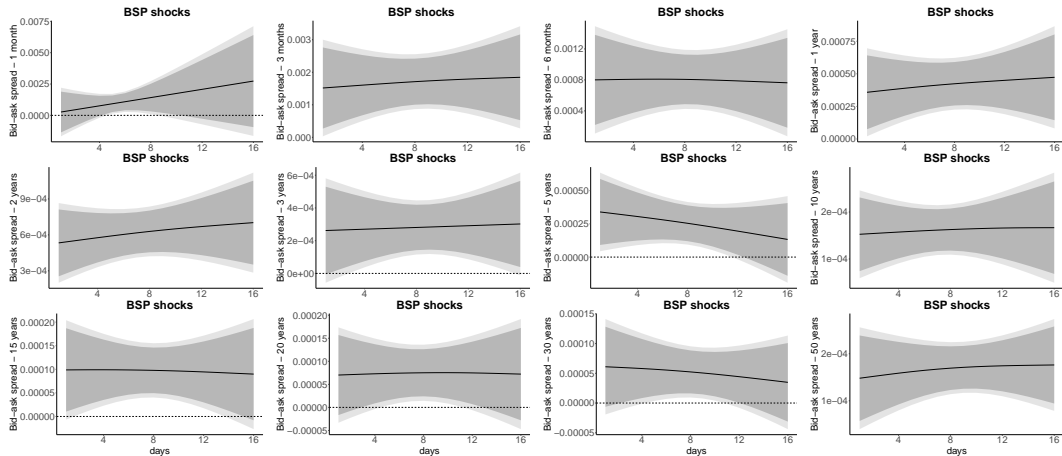 BSP shocks
Bid−ask spread − 1 month
0.0075
0.0050
0.0025
0.0000
4 8 12 16
BSP shocks
Bid−ask spread − 3 months
0.003
0.002
0.001
0.000
4 8 12 16
BSP shocks
Bid−ask spread − 6 months
0.0012
0.0008
0.0004
4 8 12 16
BSP shocks
Bid−ask spread − 1 year
0.00075
0.00050
0.00025
0.00000
4 8 12 16
BSP shocks
Bid−ask spread − 2 years
9e−04
6e−04
3e−04
4 8 12 16
BSP shocks
Bid−ask spread − 3 years
6e−04
4e−04
2e−04
0e+00
4 8 12 16
BSP shocks
Bid−ask spread − 5 years
0.00050
0.00025
0.00000
4 8 12 16
BSP shocks
Bid−ask spread − 10 years
2e−04
1e−04
4 8 12 16
BSP shocks
Bid−ask spread − 15 years
0.00020
0.00015
0.00010
0.00005
0.00000
4 8 12 16
days
BSP shocks
Bid−ask spread − 20 years
0.00020
0.00015
0.00010
0.00005
0.00000
−0.00005
4 8 12 16
days
BSP shocks
Bid−ask spread − 30 years
0.00015
0.00010
0.00005
0.00000
−0.00005
4 8 12 16
days
BSP shocks
Bid−ask spread − 50 years
2e−04
1e−04
4 8 12 16
days